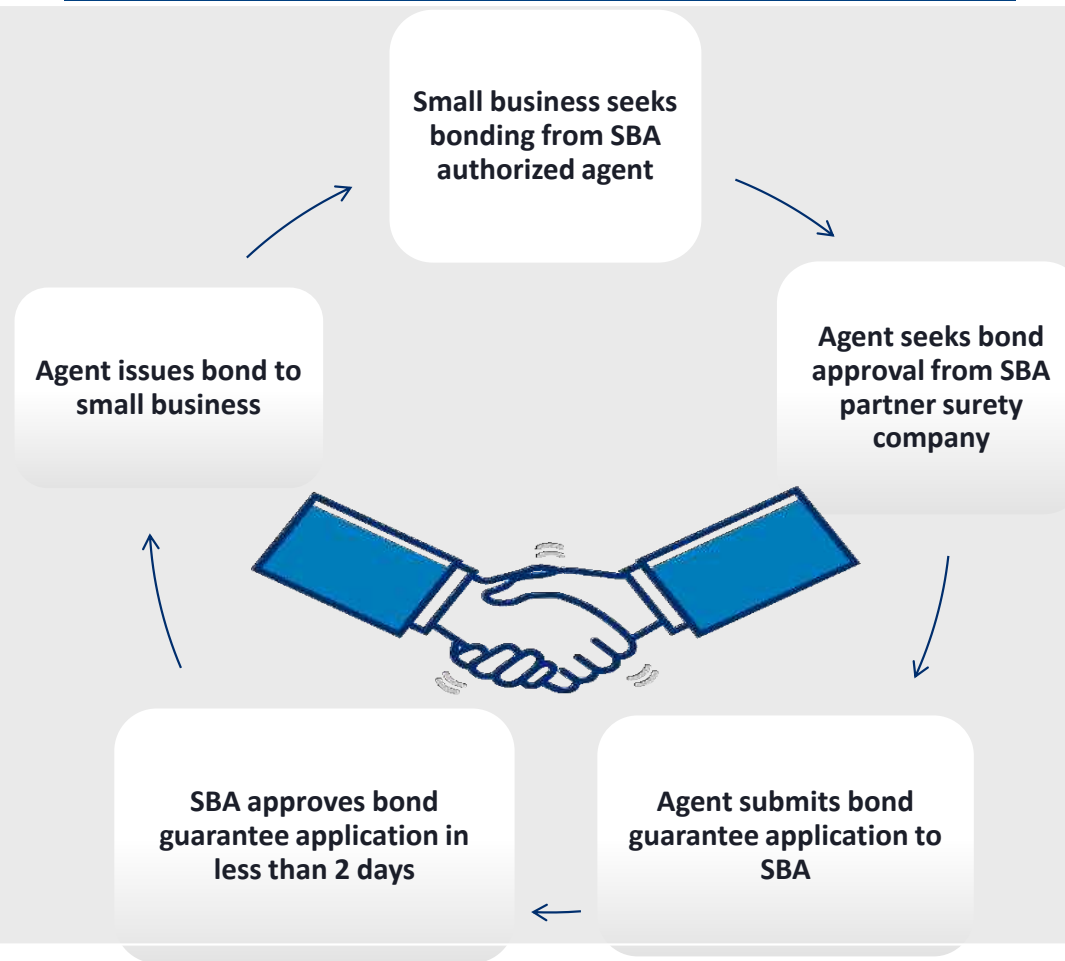 Small business seeks
bonding from SBA
authorized agent
Agent seeks bond
approval from SBA
partner surety
company
Agent submits bond
guarantee application to
SBA
SBA approves bond
guarantee application in
less than 2 days
Agent issues bond to
small business